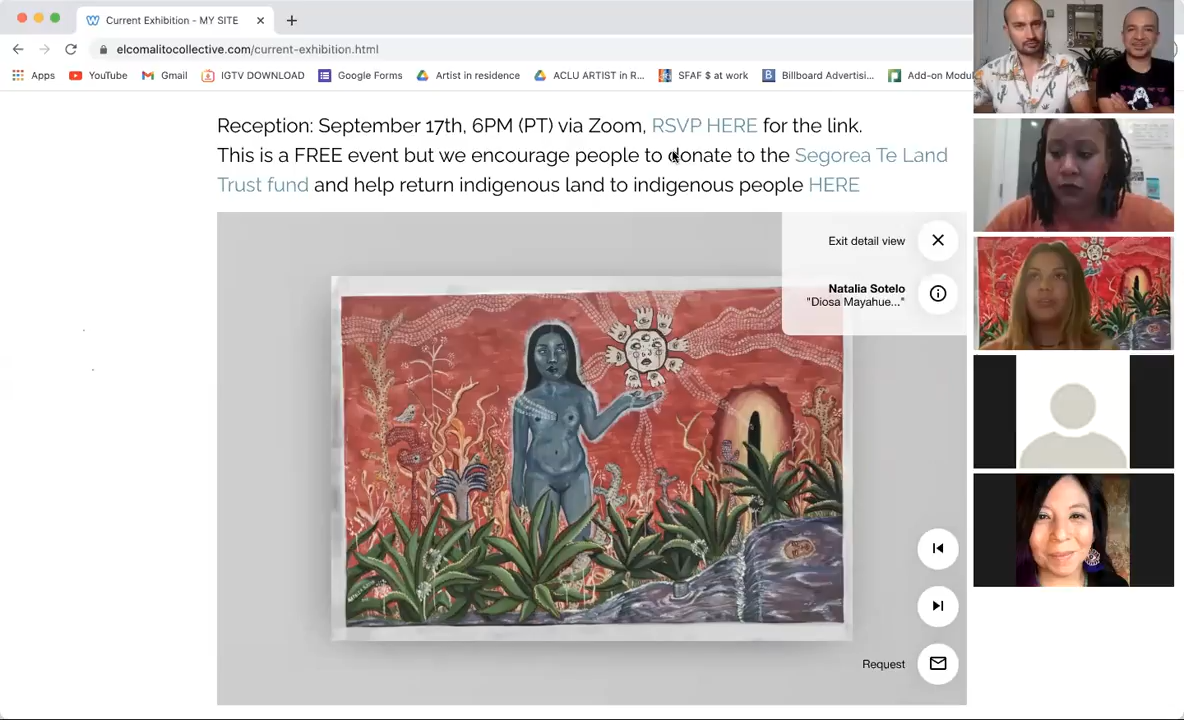 Current Exhibition - MY SITE
elcomalitocollective.com/current-exhibition.html
Apps YouTube Gmail IGTV DOWNLOAD Google Forms Artist in residence ACLU ARTIST in R... SFAF $ at work Billboard Advertisi... Add-on Modu
Reception: September 17th, 6PM (PT) via Zoom, RSVP HERE for the link.
This is a FREE event but we encourage people to donate to the Segorea Te Land
Trust fund and help return indigenous land to indigenous people HERE
Exit detail view
Natalia Sotelo
"Diosa Mayahue..."
Request